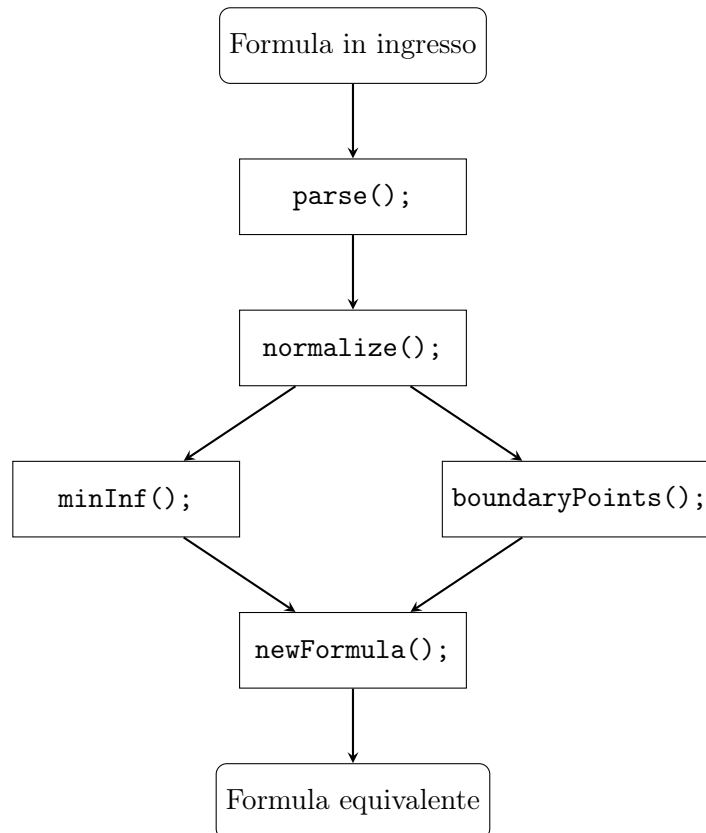 Formula in ingresso
parse();
normalize();
minInf();
boundaryPoints();
newFormula();
Formula equivalente